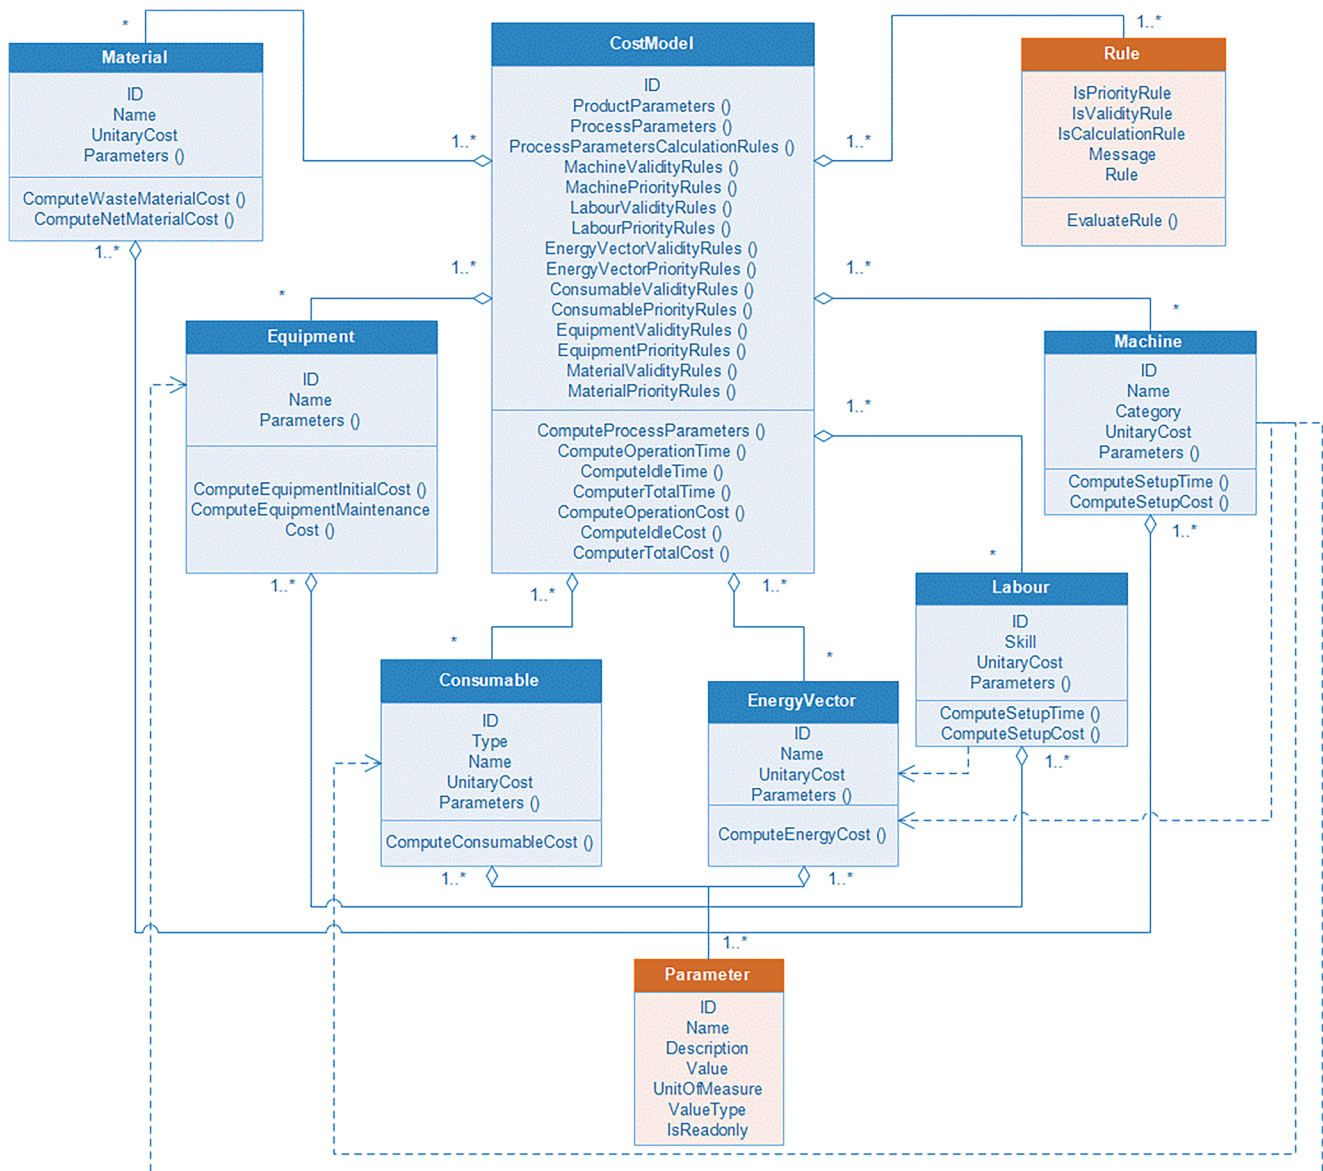 *
1..*
Material
ID
Name
UnitaryCost
Parameters ()
ComputeWasteMaterialCost ()
ComputeNetMaterialCost ()
1..*
1..*
CostModel
ID
ProductParameters ()
ProcessParameters ()
ProcessParametersCalculationRules ()
MachineValidityRules ()
MachinePriorityRules ()
LabourValidityRules ()
LabourPriorityRules ()
EnergyVectorValidityRules ()
EnergyVectorPriorityRules ()
ConsumableValidityRules ()
ConsumablePriorityRules ()
EquipmentValidityRules ()
EquipmentPriorityRules ()
MaterialValidityRules ()
MaterialPriorityRules ()
ComputeProcessParameters ()
ComputeOperationTime ()
ComputeIdleTime ()
ComputerTotalTime ()
ComputeOperationCost ()
ComputeIdleCost ()
ComputerTotalCost ()
1..*
Rule
IsPriorityRule
IsValidityRule
IsCalculationRule
Message
Rule
EvaluateRule ()
*
1..*
Equipment
ID
Name
Parameters ()
ComputeEquipmentInitialCost ()
ComputeEquipmentMaintenance
Cost ()
1..*
1..*
*
Machine
ID
Name
Category
UnitaryCost
Parameters ()
ComputeSetupTime ()
ComputeSetupCost ()
1..*
1..*
*
Labour
ID
Skill
UnitaryCost
Parameters ()
ComputeSetupTime ()
ComputeSetupCost ()
1..*
1..*
*
Consumable
ID
Type
Name
UnitaryCost
Parameters ()
ComputeConsumableCost ()
1..*
1..*
*
EnergyVector
ID
Name
UnitaryCost
Parameters ()
ComputeEnergyCost ()
1..*
1..*
Parameter
ID
Name
Description
Value
UnitOfMeasure
ValueType
IsReadonly